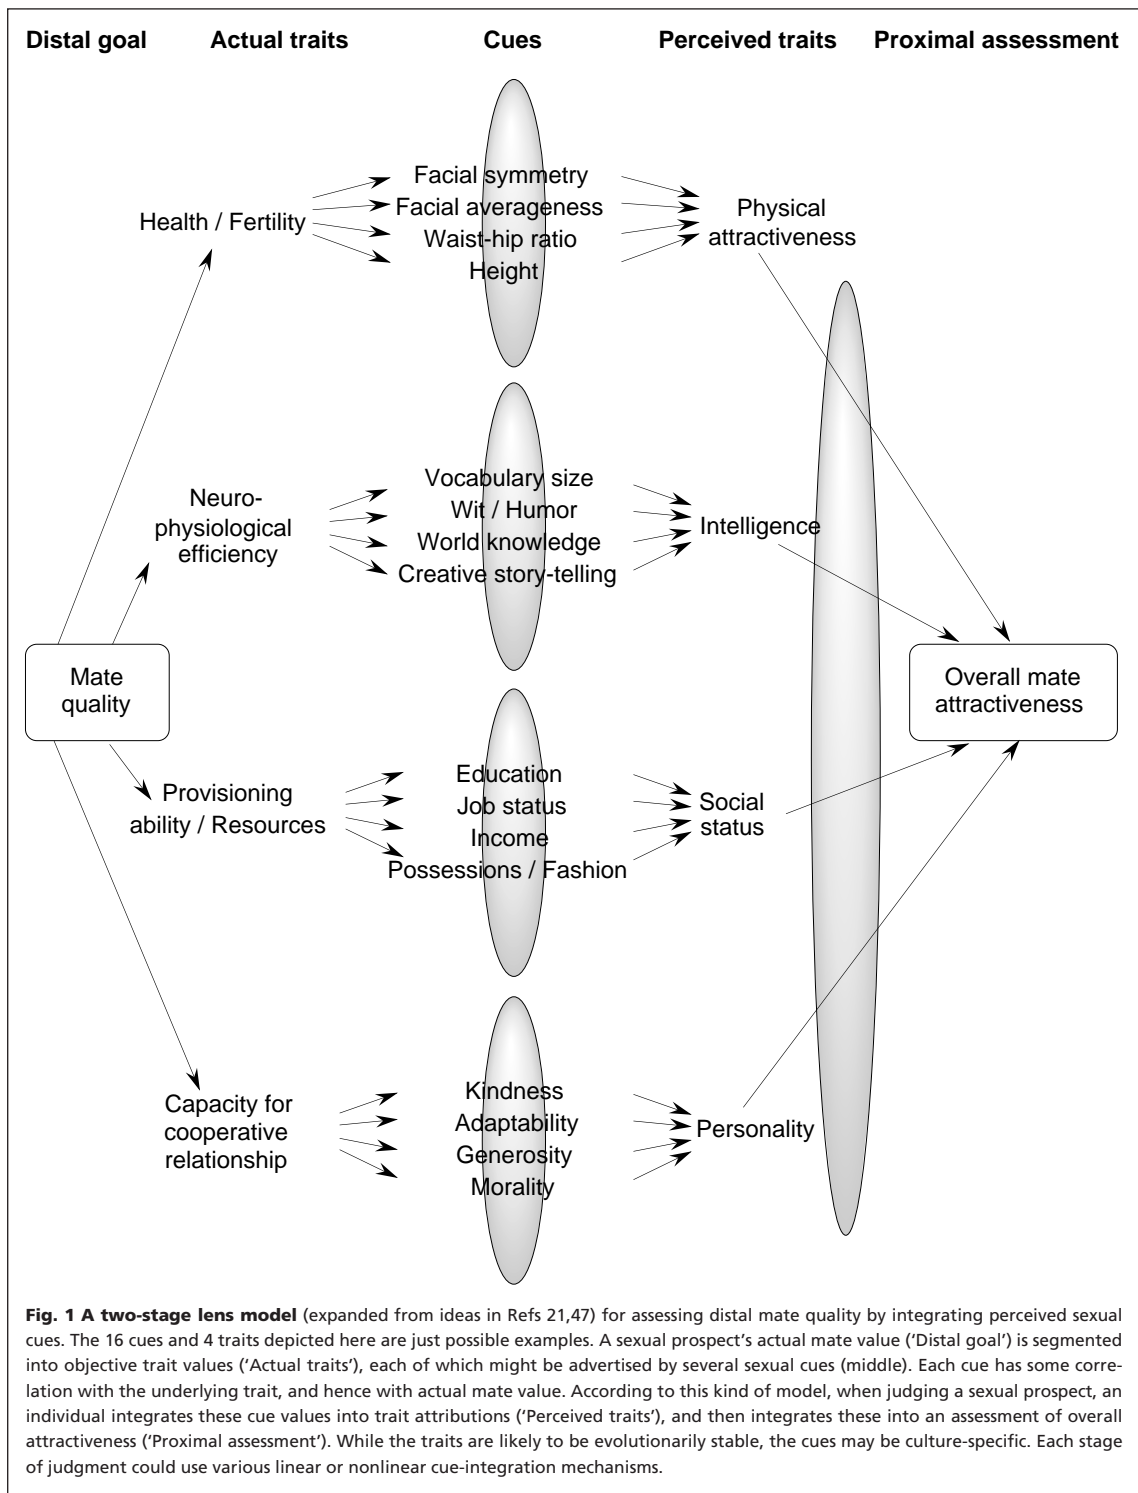 Distal goal Actual traits Cues Perceived traits Proximal assessment
Facial symmetry
Facial averageness
Waist-hip ratio
Height
Health / Fertility
Physical
attractiveness
Vocabulary size
Wit / Humor
World knowledge
Creative story-telling
Neuro-
physiological
efficiency
Intelligence
Mate
quality
Overall mate
attractiveness
Education
Job status
Income
Possessions / Fashion
Provisioning
ability / Resources
Social
status
Kindness
Adaptability
Generosity
Morality
Capacity for
cooperative
relationship
Personality
Fig. 1 A two-stage lens model (expanded from ideas in Refs 21,47) for assessing distal mate quality by integrating perceived sexual
cues. The 16 cues and 4 traits depicted here are just possible examples. A sexual prospect's actual mate value ('Distal goal') is segmented
into objective trait values ('Actual traits'), each of which might be advertised by several sexual cues (middle). Each cue has some corre-
lation with the underlying trait, and hence with actual mate value. According to this kind of model, when judging a sexual prospect, an
individual integrates these cue values into trait attributions ('Perceived traits'), and then integrates these into an assessment of overall
attractiveness ('Proximal assessment'). While the traits are likely to be evolutionarily stable, the cues may be culture-specific. Each stage
of judgment could use various linear or nonlinear cue-integration mechanisms.